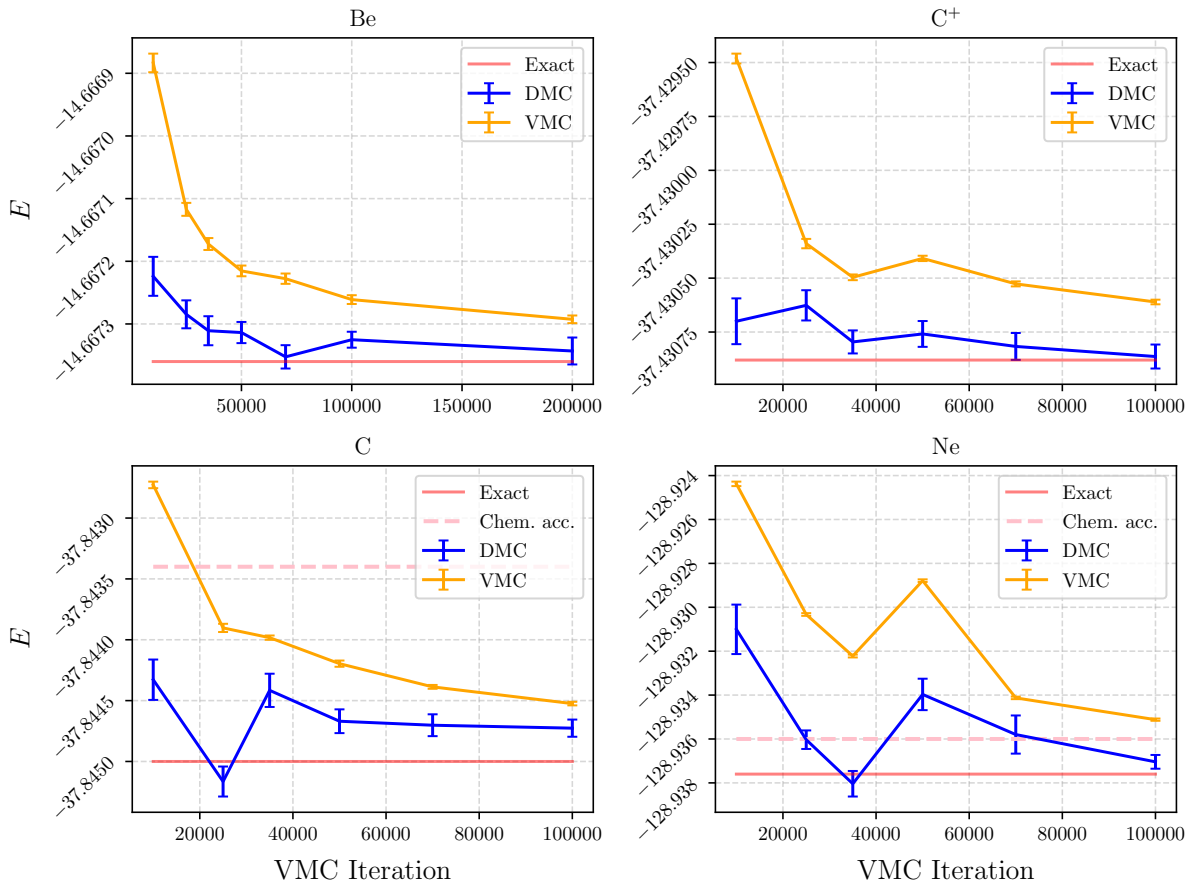 Be
E
−14.6669
−14.6670
−14.6671
−14.6672
−14.6673
Exact
DMC
VMC
50000
100000
150000
200000
C+
−37.42950
−37.42975
−37.43000
−37.43025
−37.43050
−37.43075
Exact
DMC
VMC
20000
40000
60000
80000
100000
C
E
−37.8430
−37.8435
−37.8440
−37.8445
−37.8450
Exact
Chem. acc.
DMC
VMC
20000
40000
60000
80000
100000
VMC Iteration
Ne
−128.924
−128.926
−128.928
−128.930
−128.932
−128.934
−128.936
−128.938
Exact
Chem. acc.
DMC
VMC
20000
40000
60000
80000
100000
VMC Iteration